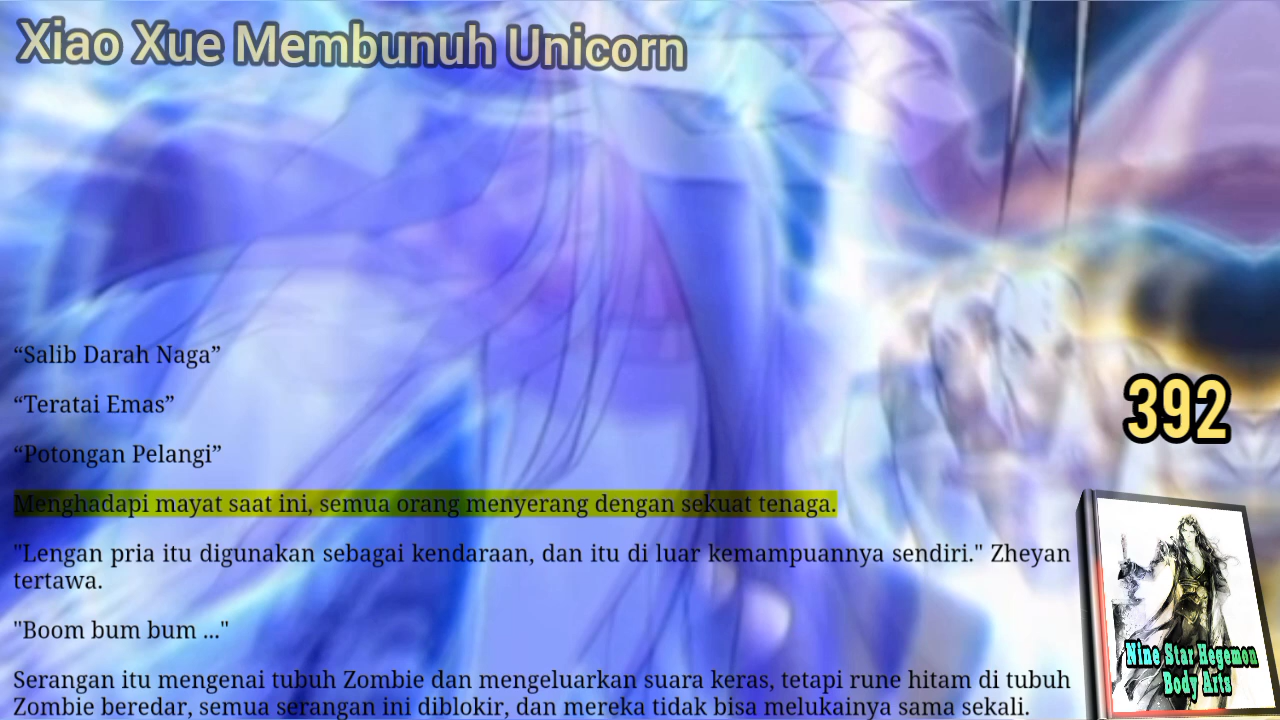 Xiao Xue Membunuh Unicorn
“Salib Darah Naga”
“Teratai Emas”
“Potongan Pelangi”
Menghadapi mayat saat ini, semua orang menyerang dengan sekuat tenaga.
"Lengan pria itu digunakan sebagai kendaraan, dan itu di luar kemampuannya sendiri." Zheyan
tertawa.
"Boom bum bum ..."
Serangan itu mengenai tubuh Zombie dan mengeluarkan suara keras, tetapi rune hitam di tubuh
Zombie beredar, semua serangan ini diblokir, dan mereka tidak bisa melukainya sama sekali.
392
Nine Star Hegemon
Body Arts